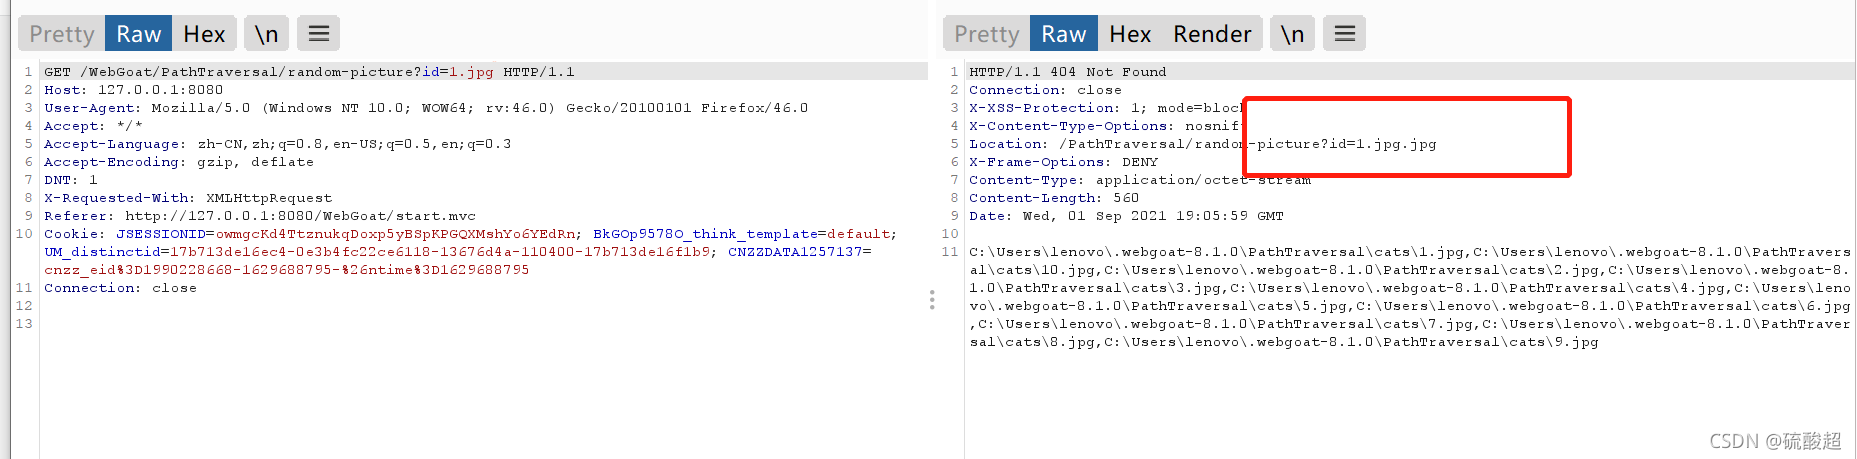 Pretty Raw Hex \n
1 GET /WebGoat/PathTraversal/random-picture?id=1.jpg HTTP/1.1
2 Host: 127.0.0.1:8080
3 User-Agent: Mozilla/5.0 (Windows NT 10.0; WOW64; rv:46.0) Gecko/20100101 Firefox/46.0
4 Accept: */*
5 Accept-Language: zh-CN,zh;q=0.8,en-US;q=0.5,en;q=0.3
6 Accept-Encoding: gzip, deflate
7 DNT: 1
8 X-Requested-With: XMLHttpRequest
9 Referer: http://127.0.0.1:8080/WebGoat/start.mvc
10 Cookie: JSESSIONID=owmgcKd4TtznukqDoxp5yBSpKPGQXMshYo6YEdRn; BkGOp9578O_think_template=default;
UM_distinctid=17b713de16ec4-0e3b4fc22ce6118-13676d4a-110400-17b713de16f1b9; CNZZDATA1257137=
cnzz_eid%3D1990228668-1629688795-%26ntime%3D1629688795
11 Connection: close
12
13
Pretty Raw Hex Render \n
1 HTTP/1.1 404 Not Found
2 Connection: close
3 X-XSS-Protection: 1; mode=block
4 X-Content-Type-Options: nosniff
5 Location: /PathTraversal/random-picture?id=1.jpg.jpg
6 X-Frame-Options: DENY
7 Content-Type: application/octet-stream
8 Content-Length: 560
9 Date: Wed, 01 Sep 2021 19:05:59 GMT
10
11 C:\Users\lenovo\.webgoat-8.1.0\PathTraversal\cats\1.jpg,C:\Users\lenovo\.webgoat-8.1.0\PathTravers
al\cats\10.jpg,C:\Users\lenovo\.webgoat-8.1.0\PathTraversal\cats\2.jpg,C:\Users\lenovo\.webgoat-8.
1.0\PathTraversal\cats\3.jpg,C:\Users\lenovo\.webgoat-8.1.0\PathTraversal\cats\4.jpg,C:\Users\leno
vo\.webgoat-8.1.0\PathTraversal\cats\5.jpg,C:\Users\lenovo\.webgoat-8.1.0\PathTraversal\cats\6.jpg
,C:\Users\lenovo\.webgoat-8.1.0\PathTraversal\cats\7.jpg,C:\Users\lenovo\.webgoat-8.1.0\PathTraver
sal\cats\8.jpg,C:\Users\lenovo\.webgoat-8.1.0\PathTraversal\cats\9.jpg
CSDN @硫酸超